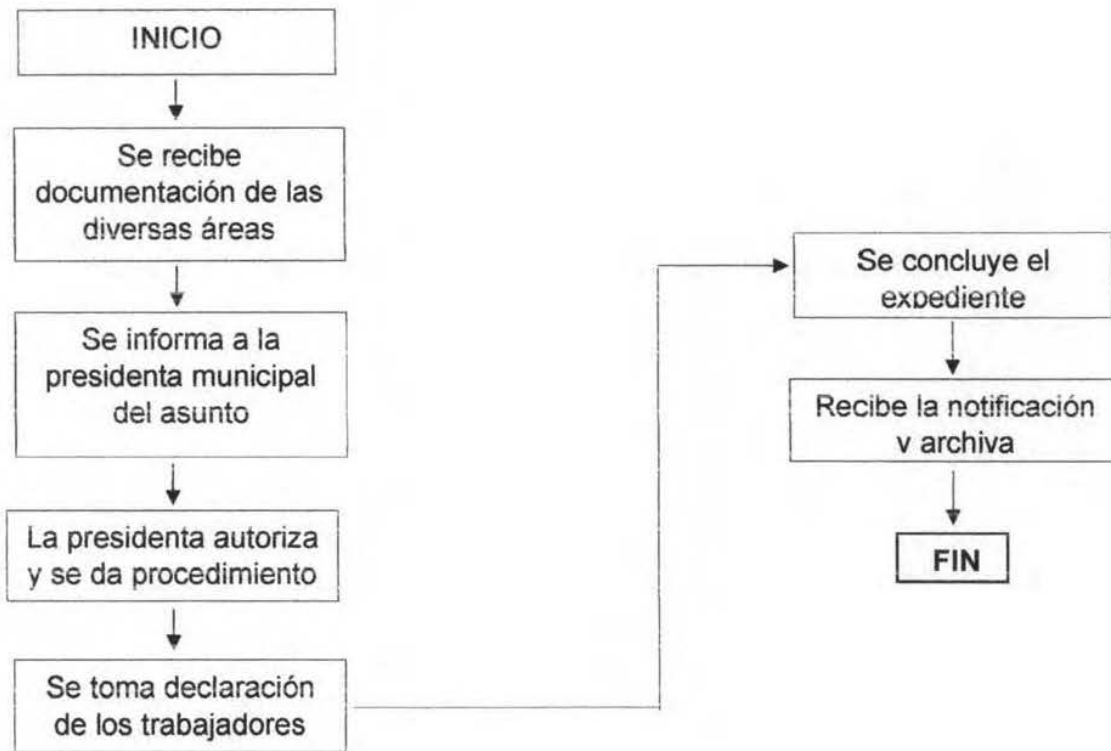 INICIO
Se recibe
documentación de las
diversas áreas
Se informa a la
presidenta municipal
del asunto
La presidenta autoriza
y se da procedimiento
Se toma declaración
de los trabajadores
Se concluye el
expediente
Recibe la notificación
y archiva
FIN